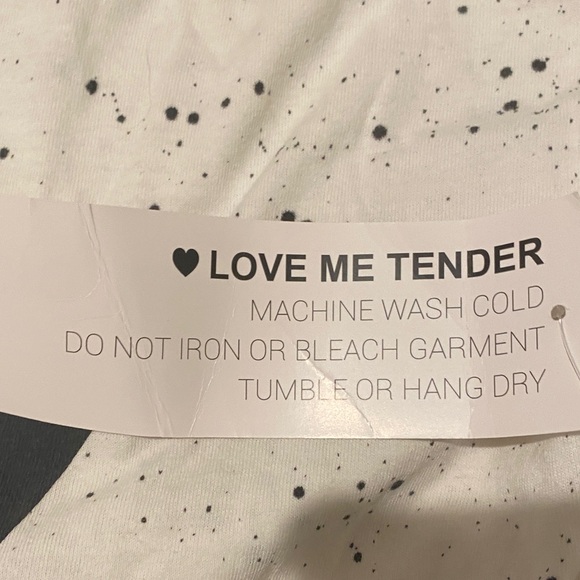 ♥ LOVE ME TENDER
MACHINE WASH COLD
DO NOT IRON OR BLEACH GARMENT
TUMBLE OR HANG DRY